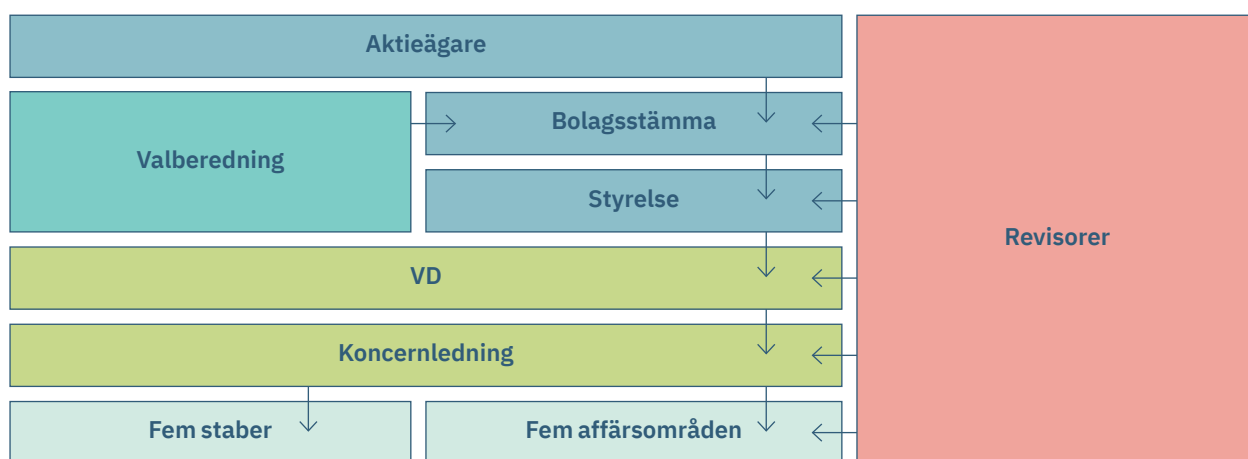 Aktieägare
Valberedning
Bolagsstämma
Styrelse
Revisorer
VD
Koncernledning
Fem staber
Fem affärsområden